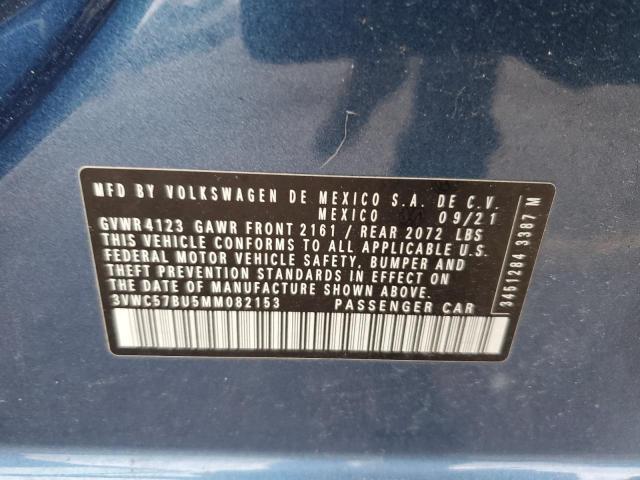 MFD BY VOLKSWAGEN DE MEXICO S.A. DE C.V.
MEXICO 09/21
GVWR 4123 GAWR FRONT 2161 / REAR 2072 LBS
THIS VEHICLE CONFORMS TO ALL APPLICABLE U.S.
FEDERAL MOTOR VEHICLE SAFETY, BUMPER AND
THEFT PREVENTION STANDARDS IN EFFECT ON
THE DATE OF MANUFACTURE SHOWN ABOVE.
3VWC57BU5MM082153 PASSENGER CAR
3451284 3387 M